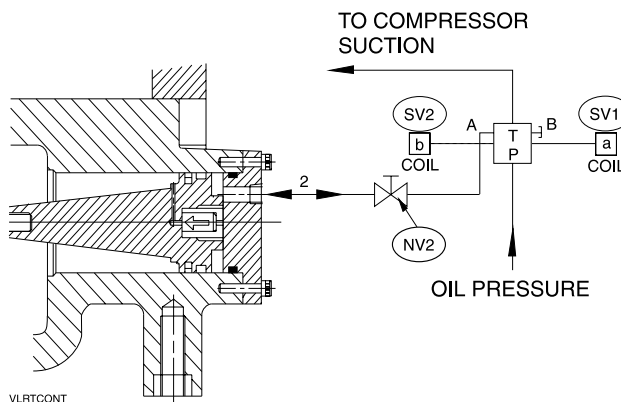 TO COMPRESSOR
SUCTION
SV2
SV1
A
B
b
T
a
P
COIL
COIL
2
NV2
OIL PRESSURE
VLRTCONT